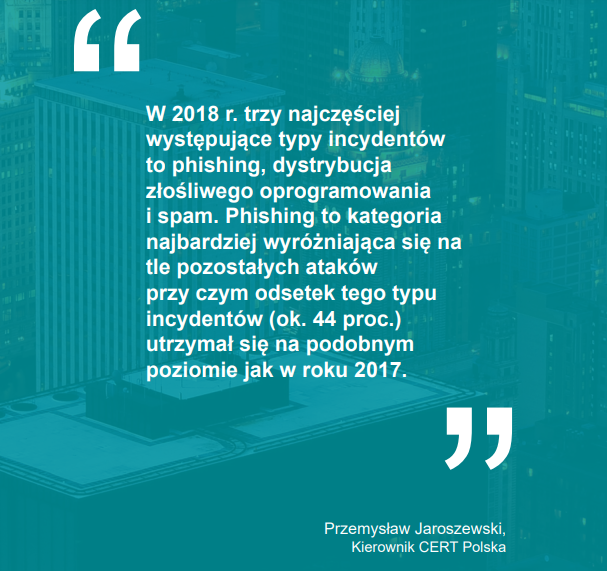 “
W 2018 r. trzy najczęściej
występujące typy incydentów
to phishing, dystrybucja
złośliwego oprogramowania
i spam. Phishing to kategoria
najbardziej wyróżniająca się na
tle pozostałych ataków
przy czym odsetek tego typu
incydentów (ok. 44 proc.)
utrzymał się na podobnym
poziomie jak w roku 2017.
”
Przemysław Jaroszewski,
Kierownik CERT Polska